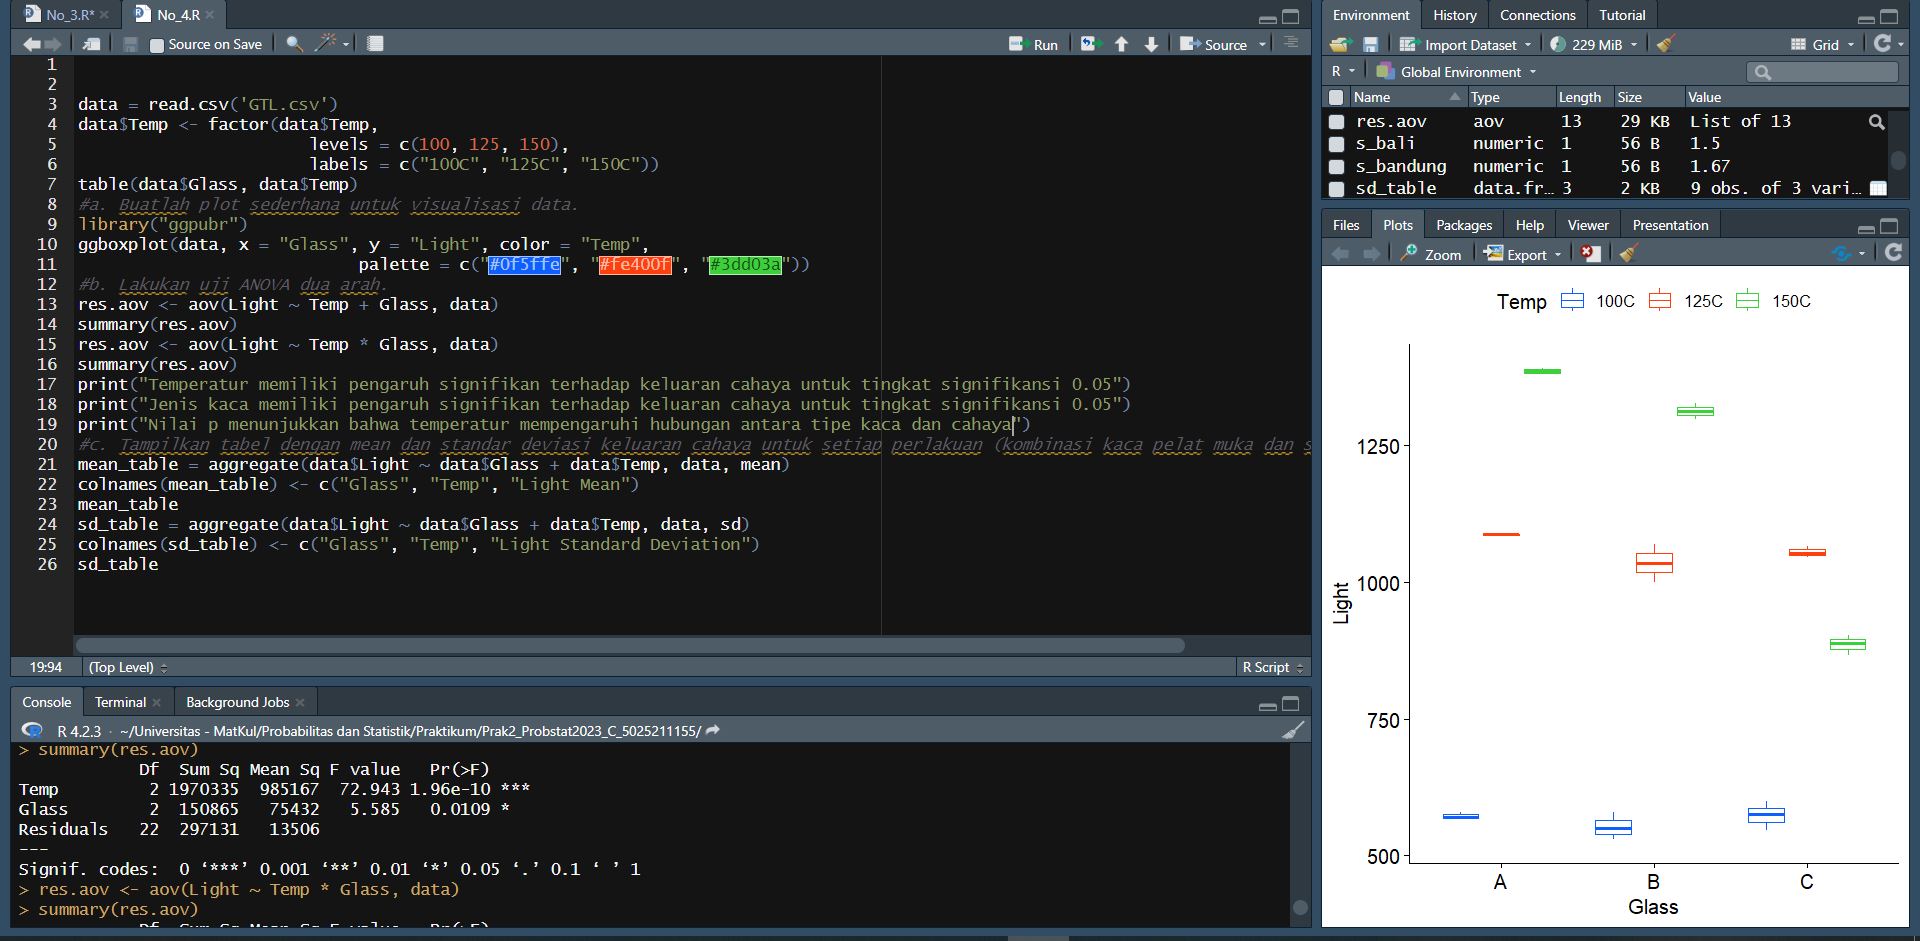 No_3.R*
No_4.R
Source on Save
Run
Source
1
2
3 data = read.csv('GTL.csv')
4 data$Temp <- factor(data$Temp,
5 levels = c(100, 125, 150),
6 labels = c("100C", "125C", "150C"))
7 table(data$Glass, data$Temp)
8 #a. Buatlah plot sederhana untuk visualisasi data.
9 library("ggpubr")
10 ggboxplot(data, x = "Glass", y = "Light", color = "Temp",
11 palette = c("#0f5ffe", "#fe400f", "#3dd03a"))
12 #b. Lakukan uji ANOVA dua arah.
13 res.aov <- aov(Light ~ Temp + Glass, data)
14 summary(res.aov)
15 res.aov <- aov(Light ~ Temp * Glass, data)
16 summary(res.aov)
17 print("Temperatur memiliki pengaruh signifikan terhadap keluaran cahaya untuk tingkat signifikansi 0.05")
18 print("Jenis kaca memiliki pengaruh signifikan terhadap keluaran cahaya untuk tingkat signifikansi 0.05")
19 print("Nilai p menunjukkan bahwa temperatur mempengaruhi hubungan antara tipe kaca dan cahaya")
20 #c. Tampilkan tabel dengan mean dan standar deviasi keluaran cahaya untuk setiap perlakuan (kombinasi kaca pelat muka dan s
21 mean_table = aggregate(data$Light ~ data$Glass + data$Temp, data, mean)
22 colnames(mean_table) <- c("Glass", "Temp", "Light Mean")
23 mean_table
24 sd_table = aggregate(data$Light ~ data$Glass + data$Temp, data, sd)
25 colnames(sd_table) <- c("Glass", "Temp", "Light Standard Deviation")
26 sd_table
19:94 (Top Level) R Script
Console Terminal Background Jobs
R 4.2.3 · ~/Universitas - MatKul/Probabilitas dan Statistik/Praktikum/Prak2_Probstat2023_C_5025211155/
> summary(res.aov)
Df Sum Sq Mean Sq F value Pr(>F)
Temp 2 1970335 985167 72.943 1.96e-10 ***
Glass 2 150865 75432 5.585 0.0109 *
Residuals 22 297131 13506
---
Signif. codes: 0 ‘***’ 0.001 ‘**’ 0.01 ‘*’ 0.05 ‘.’ 0.1 ‘ ’ 1
> res.aov <- aov(Light ~ Temp * Glass, data)
> summary(res.aov)
Df Sum Sq Mean Sq F value Pr(>F)
Environment History Connections Tutorial
Import Dataset 229 MiB Grid
R Global Environment
Name Type Length Size Value
res.aov aov 13 29 KB List of 13
s_bali numeric 1 56 B 1.5
s_bandung numeric 1 56 B 1.67
sd_table data.fr… 3 2 KB 9 obs. of 3 vari…
Files Plots Packages Help Viewer Presentation
Zoom Export
Temp 100C 125C 150C
1250
1000
750
500
Light
A B C
Glass